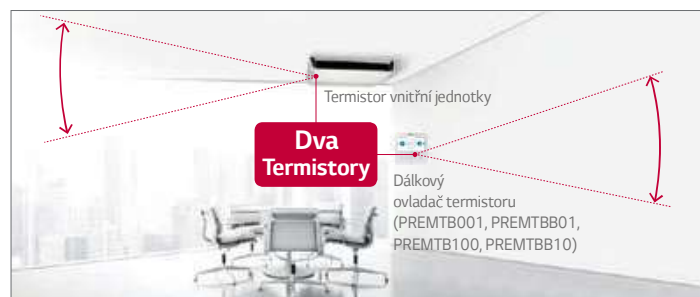 Termistor vnitřní jednotky
Dva
Termistory
Dálkový
ovladač termistoru
(PREMTB001, PREMTBB01,
PREMTB100, PREMTBB10)